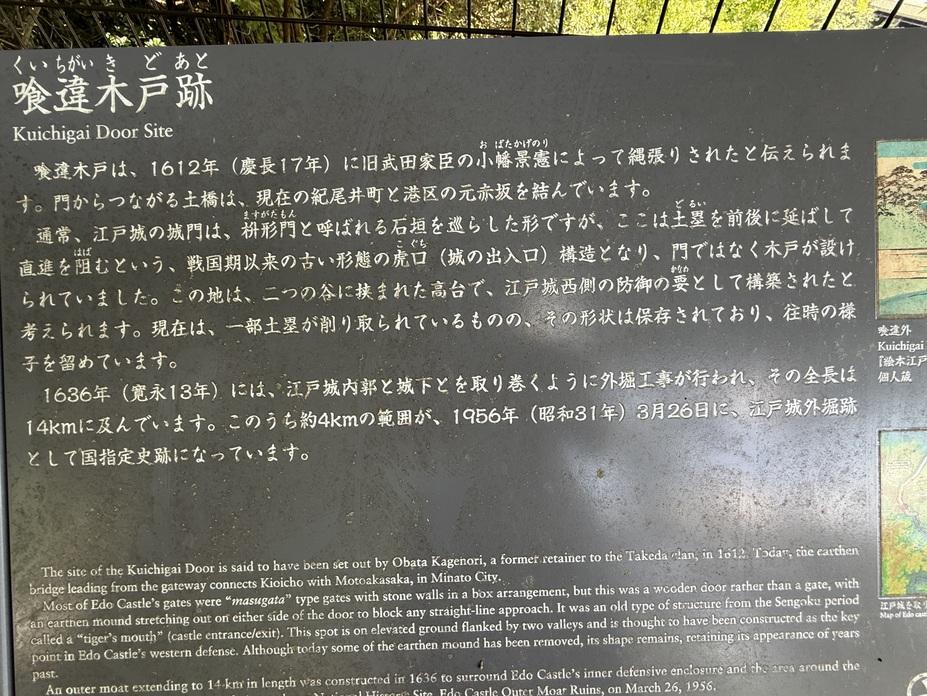 くいちがいきどあと
喰違木戸跡
Kuichigai Door Site
おばたかげのり
喰違木戸は、1612年（慶長17年）に旧武田家臣の小幡景憲によって縄張りされたと伝えられま
す。門からつながる土橋は、現在の紀尾井町と港区の元赤坂を結んでいます。
ますがたもん どるい
通常、江戸城の城門は、枡形門と呼ばれる石垣を巡らした形ですが、ここは土塁を前後に延ばして
はば こぐち
直進を阻むという、戦国期以来の古い形態の虎口（城の出入口）構造となり、門ではなく木戸が設け
かなめ
られていました。この地は、二つの谷に挟まれた高台で、江戸城西側の防御の要として構築されたと
考えられます。現在は、一部土塁が削り取られているものの、その形状は保存されており、往時の様
子を留めています。
1636年（寛永13年）には、江戸城内郭と城下とを取り巻くように外堀工事が行われ、その全長は
14kmに及んでいます。このうち約4kmの範囲が、1956年（昭和31年）3月26日に、江戸城外堀跡
として国指定史跡になっています。
The site of the Kuichigai Door is said to have been set out by Obata Kagenori, a former retainer to the Takeda clan, in 1612. Today, the earthen
bridge leading from the gateway connects Kioicho with Motoakasaka, in Minato City.
Most of Edo Castle's gates were "masugata" type gates with stone walls in a box arrangement, but this was a wooden door rather than a gate, with
an earthen mound stretching out on either side of the door to block any straight-line approach. It was an old type of structure from the Sengoku period
called a "tiger's mouth" (castle entrance/exit). This spot is on elevated ground flanked by two valleys and is thought to have been constructed as the key
point in Edo Castle's western defense. Although today some of the earthen mound has been removed, its shape remains, retaining its appearance of years
past.
An outer moat extending to 14 km in length was constructed in 1636 to surround Edo Castle's inner defensive enclosure and the area around the
Site, Edo Castle Outer Moat Ruins, on March 26, 1956.
喰違外
Kuichigai
『絵本江戸
個人蔵
江戸城を取り
Map of Edo cast